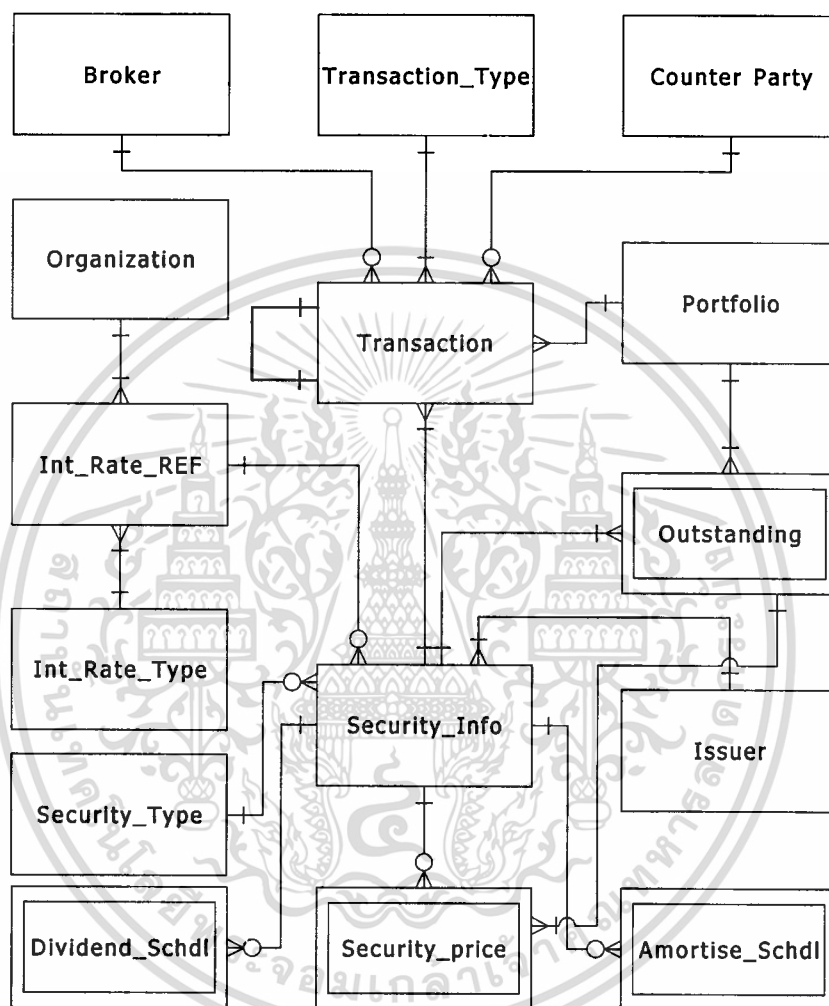 Broker
Transaction_Type
Counter Party
Organization
Portfolio
Transaction
Int_Rate_REF
Outstanding
Int_Rate_Type
Security_Info
Issuer
Security_Type
Dividend_Schdl
Security_price
Amortise_Schdl